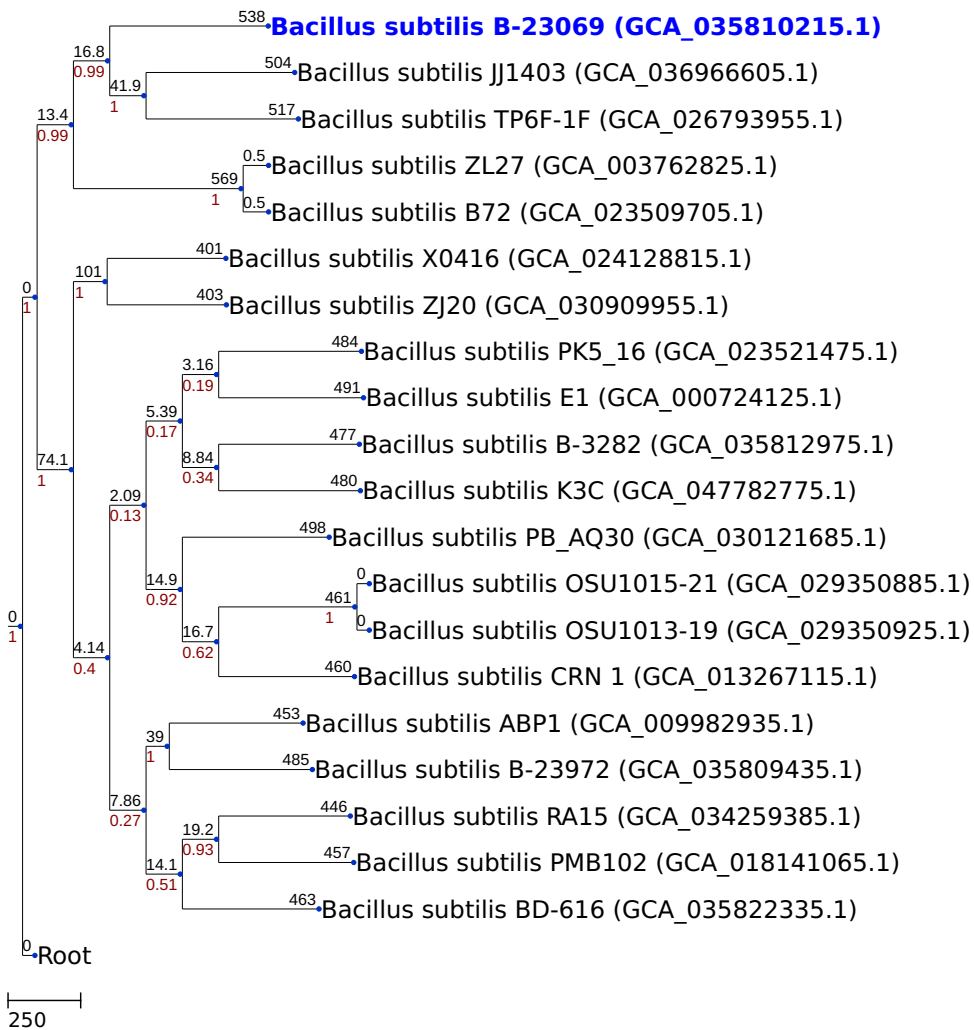 538
Bacillus subtilis B-23069 (GCA_035810215.1)
16.8
0.99
504
Bacillus subtilis JJ1403 (GCA_036966605.1)
41.9
1
517
Bacillus subtilis TP6F-1F (GCA_026793955.1)
13.4
0.99
0.5
Bacillus subtilis ZL27 (GCA_003762825.1)
569
1
0.5
Bacillus subtilis B72 (GCA_023509705.1)
401
Bacillus subtilis X0416 (GCA_024128815.1)
101
1
0
1
403
Bacillus subtilis ZJ20 (GCA_030909955.1)
484
Bacillus subtilis PK5_16 (GCA_023521475.1)
3.16
0.19
491
Bacillus subtilis E1 (GCA_000724125.1)
5.39
0.17
477
Bacillus subtilis B-3282 (GCA_035812975.1)
8.84
0.34
74.1
1
480
Bacillus subtilis K3C (GCA_047782775.1)
2.09
0.13
498
Bacillus subtilis PB_AQ30 (GCA_030121685.1)
14.9
0.92
0
Bacillus subtilis OSU1015-21 (GCA_029350885.1)
461
1
0
Bacillus subtilis OSU1013-19 (GCA_029350925.1)
0
1
16.7
0.62
4.14
0.4
460
Bacillus subtilis CRN 1 (GCA_013267115.1)
453
Bacillus subtilis ABP1 (GCA_009982935.1)
39
1
485
Bacillus subtilis B-23972 (GCA_035809435.1)
7.86
0.27
446
Bacillus subtilis RA15 (GCA_034259385.1)
19.2
0.93
457
Bacillus subtilis PMB102 (GCA_018141065.1)
14.1
0.51
463
Bacillus subtilis BD-616 (GCA_035822335.1)
0
Root
250